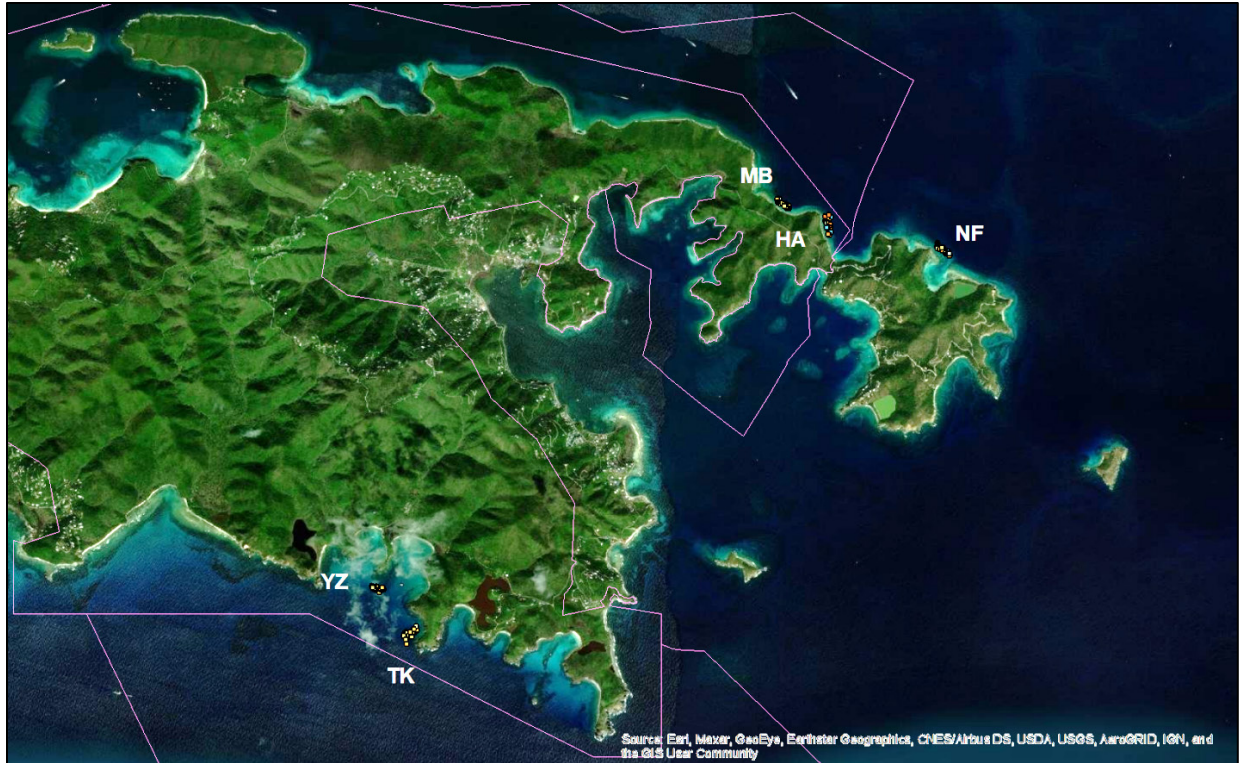 MB
HA
NF
YZ
TK
Source: Esri, Maxar, GeoEye, Earthstar Geographics, CNES/Airbus DS, USDA, USGS, AeroGRID, IGN, and
the GIS User Community